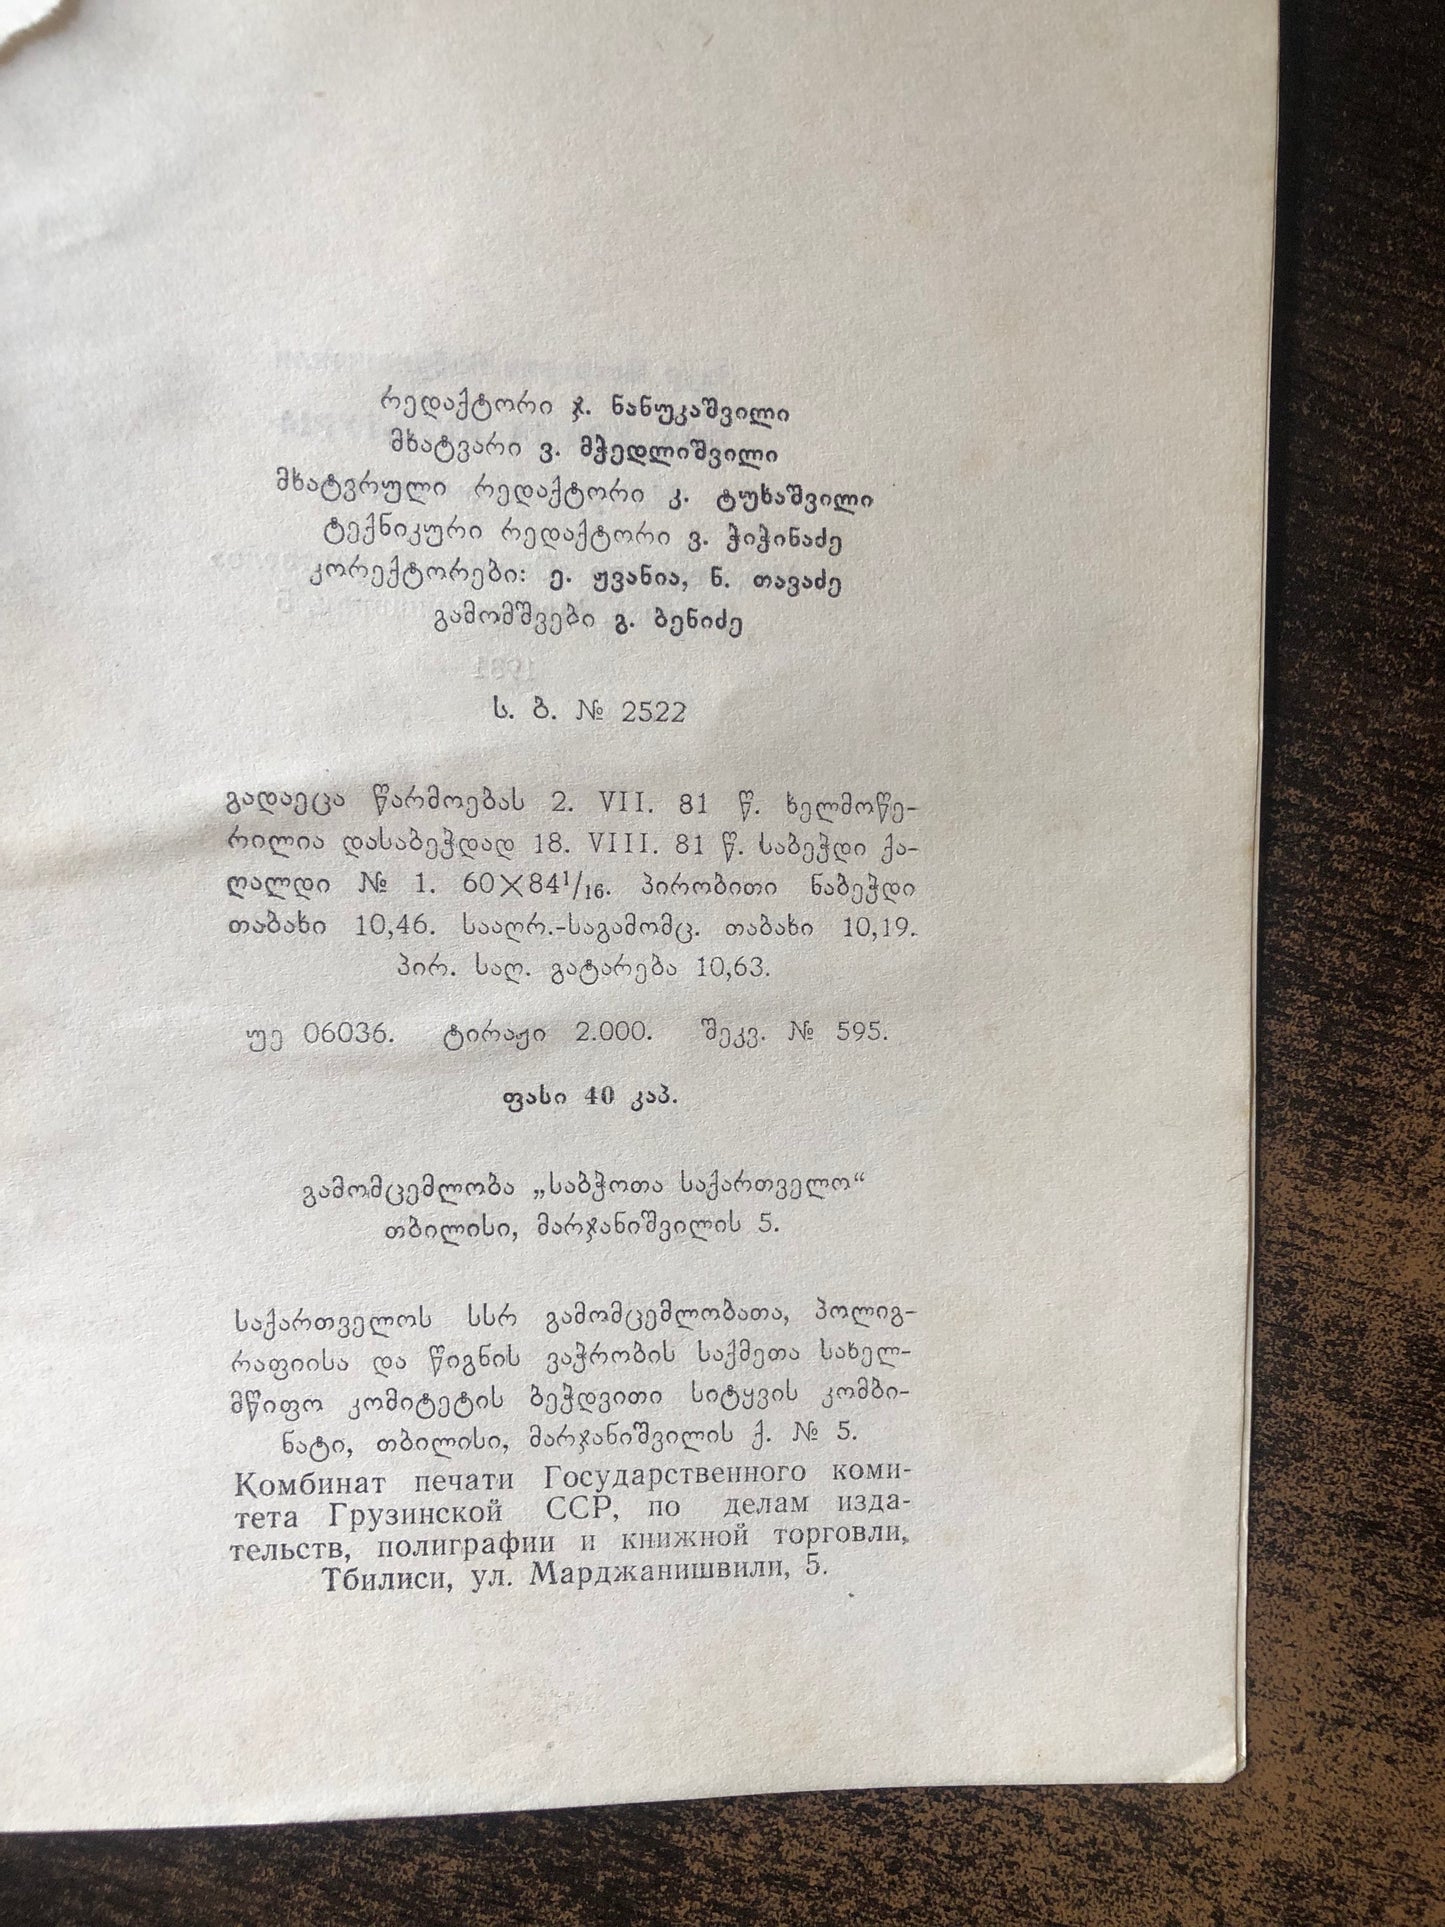 რედაქტორი ჯ. ნანუკაშვილი
მხატვარი ვ. მჭედლიშვილი
მხატვრული რედაქტორი კ. ტუხაშვილი
ტექნიკური რედაქტორი ვ. ჭიჭინაძე
კორექტორები: ე. უვანია, ნ. თავაძე
გამომშვები გ. ბენიძე
ს. ბ. № 2522
გადაეცა წარმოებას 2. VII. 81 წ. ხელმოწე-
რილია დასაბეჭდად 18. VIII. 81 წ. საბეჭდი ქა-
ღალდი № 1. 60×84¹/₁₆. პირობითი ნაბეჭდი
თაბახი 10,46. სააღრ.-საგამომც. თაბახი 10,19.
პირ. საღ. გატარება 10,63.
უე 06036. ტირაჟი 2.000. შეკვ. № 595.
ფასი 40 კაპ.
გამომცემლობა „საბჭოთა საქართველო“
თბილისი, მარჯანიშვილის 5.
საქართველოს სსრ გამომცემლობათა, პოლიგ-
რაფიისა და წიგნის ვაჭრობის საქმეთა სახელ-
მწიფო კომიტეტის ბეჭდვითი სიტყვის კომბი-
ნატი, თბილისი, მარჯანიშვილის ქ. № 5.
Комбинат печати Государственного коми-
тета Грузинской ССР, по делам изда-
тельств, полиграфии и книжной торговли,
Тбилиси, ул. Марджанишвили, 5.